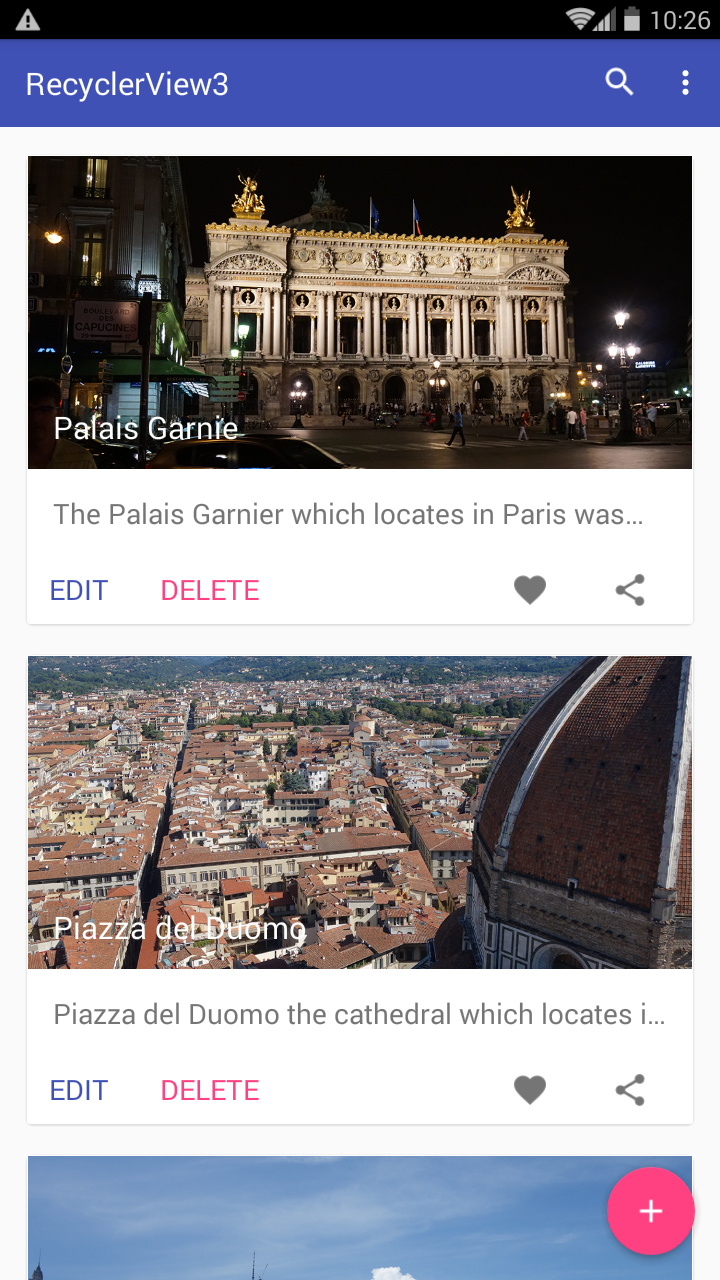 10:26
RecyclerView3
BOULEVARD
DES
CAPUCINES
Palais Garnie
The Palais Garnier which locates in Paris was...
EDIT DELETE
Piazza del Duomo
Piazza del Duomo the cathedral which locates i...
EDIT DELETE